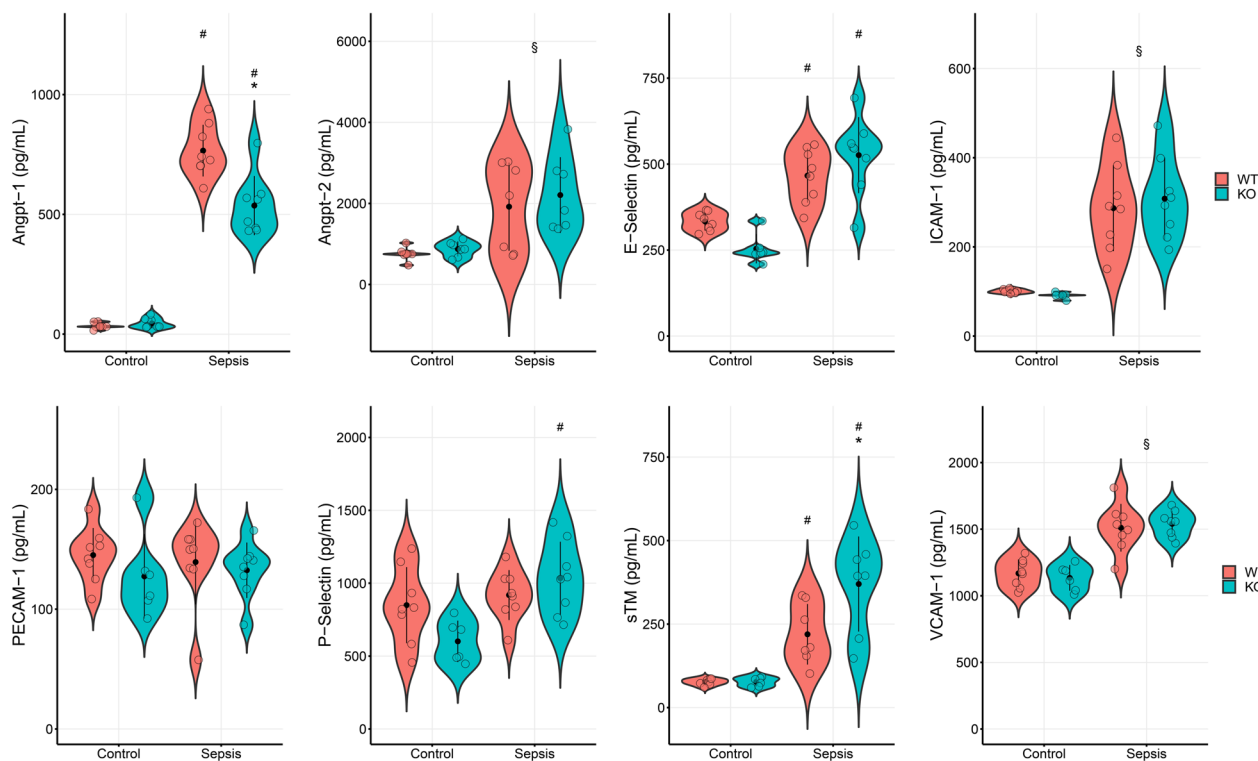 Angpt−1 (pg/mL)
1000
500
0
#
#
*
Control
Sepsis
Angpt−2 (pg/mL)
6000
4000
2000
0
§
Control
Sepsis
E−Selectin (pg/mL)
750
500
250
0
#
#
Control
Sepsis
ICAM−1 (pg/mL)
600
400
200
0
§
Control
Sepsis
WT
KO
PECAM−1 (pg/mL)
200
100
0
Control
Sepsis
P−Selectin (pg/mL)
2000
1500
1000
500
0
#
Control
Sepsis
sTM (pg/mL)
750
500
250
0
#
#
*
Control
Sepsis
VCAM−1 (pg/mL)
2000
1500
1000
500
0
§
Control
Sepsis
W
KO